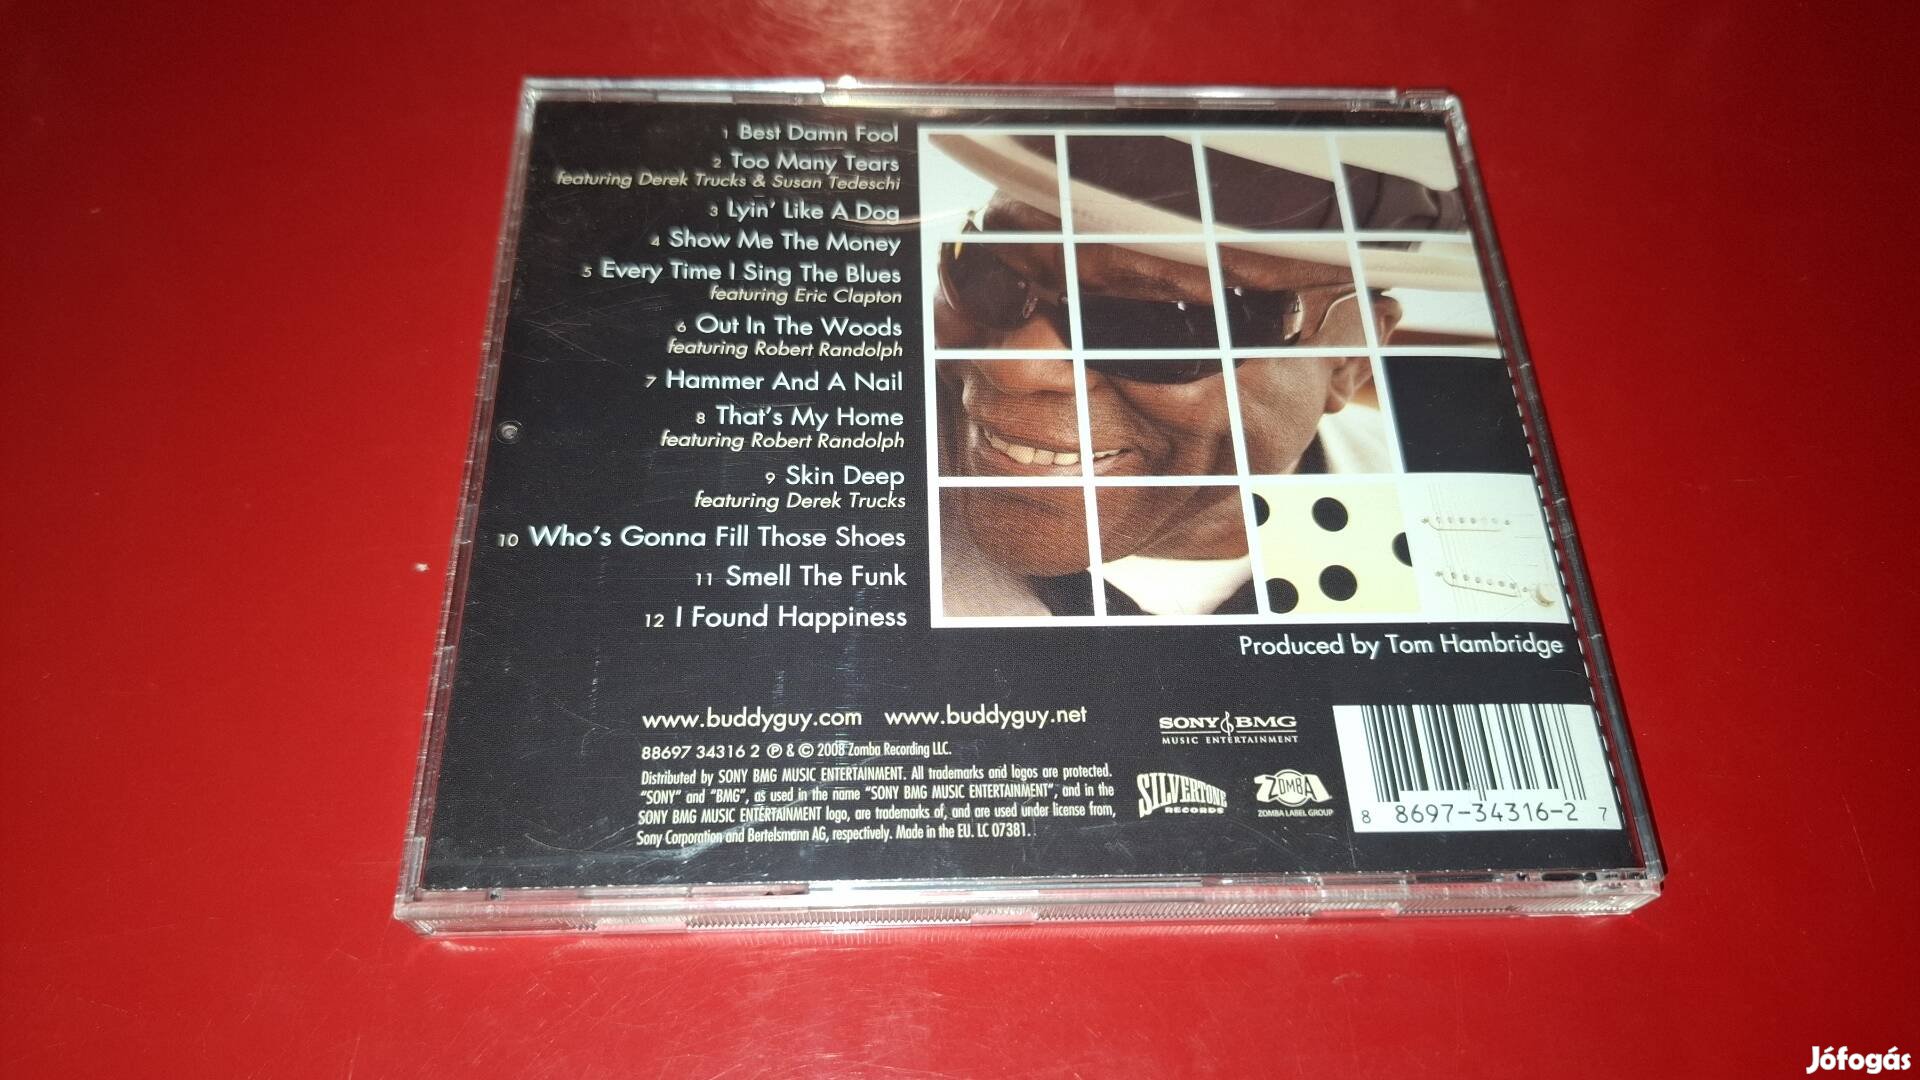 1 Best Damn Fool
2 Too Many Tears
featuring Derek Trucks & Susan Tedeschi
3 Lyin' Like A Dog
4 Show Me The Money
5 Every Time I Sing The Blues
featuring Eric Clapton
6 Out In The Woods
featuring Robert Randolph
7 Hammer And A Nail
8 That's My Home
featuring Robert Randolph
9 Skin Deep
featuring Derek Trucks
10 Who's Gonna Fill Those Shoes
11 Smell The Funk
12 I Found Happiness
Produced by Tom Hambridge
www.buddyguy.com www.buddyguy.net
88697 34316 2 ℗ & © 2008 Zomba Recording LLC.
Distributed by SONY BMG MUSIC ENTERTAINMENT. All trademarks and logos are protected.
"SONY" and "BMG", as used in the name "SONY BMG MUSIC ENTERTAINMENT", and in the
SONY BMG MUSIC ENTERTAINMENT logo, are trademarks of, and are used under license from,
Sony Corporation and Bertelsmann AG, respectively. Made in the EU. LC 07381.
SONY BMG
MUSIC ENTERTAINMENT
SILVERTONE
RECORDS
ZOMBA
ZOMBA LABEL GROUP
8 8697-34316-2 7
Jófogás